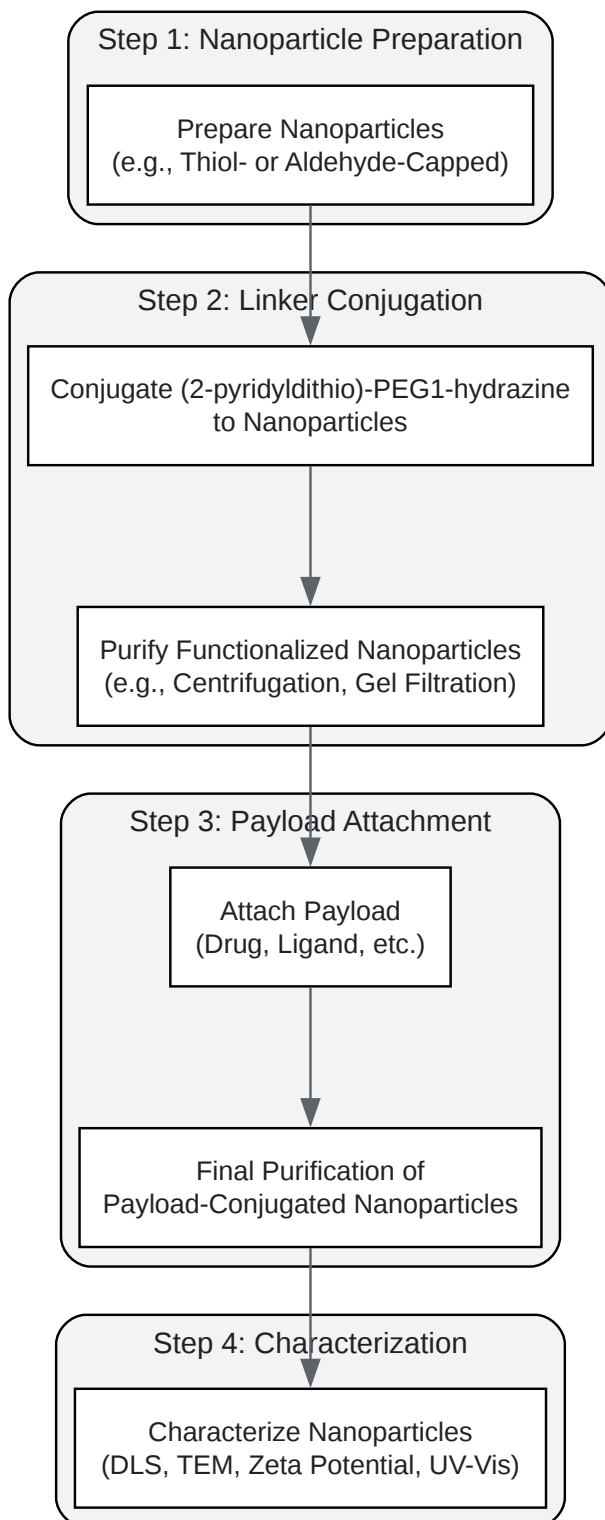 Step 1: Nanoparticle Preparation
Prepare Nanoparticles
(e.g., Thiol- or Aldehyde-Capped)
Step 2: Linker Conjugation
Conjugate (2-pyridyldithio)-PEG1-hydrazine
to Nanoparticles
Purify Functionalized Nanoparticles
(e.g., Centrifugation, Gel Filtration)
Step 3: Payload Attachment
Attach Payload
(Drug, Ligand, etc.)
Final Purification of
Payload-Conjugated Nanoparticles
Step 4: Characterization
Characterize Nanoparticles
(DLS, TEM, Zeta Potential, UV-Vis)